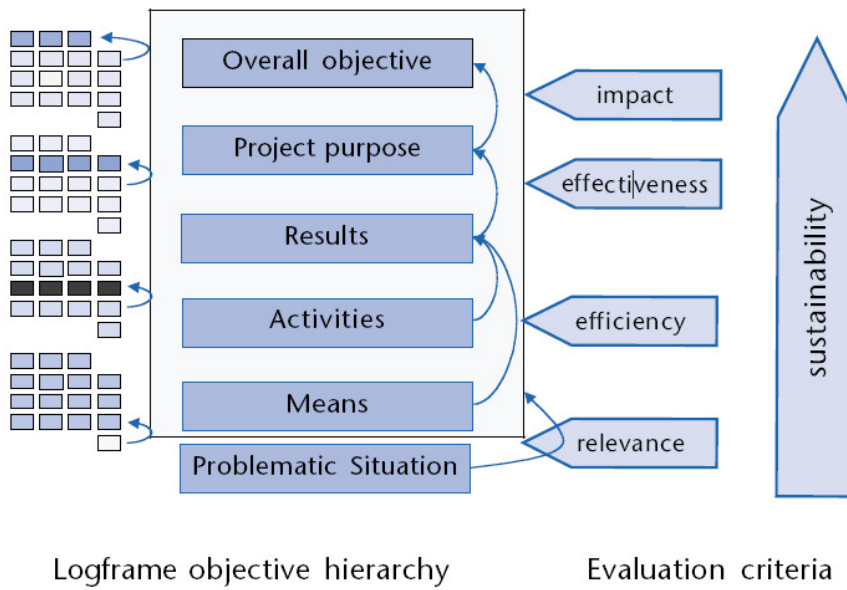 Overall objective
impact
Project purpose
effectiveness
Results
Activities
efficiency
Means
relevance
Problematic Situation
sustainability
Logframe objective hierarchy
Evaluation criteria